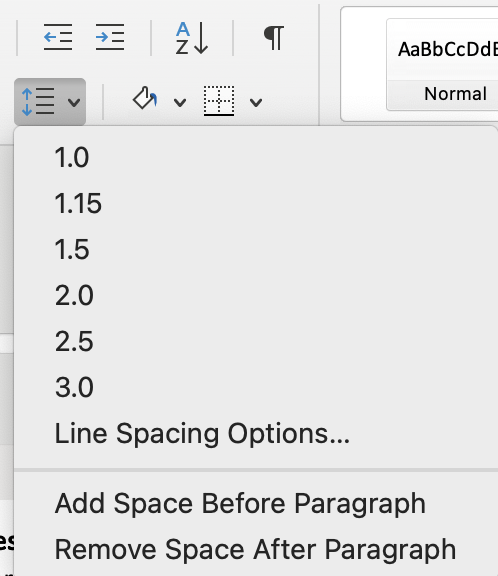 A
Z
¶
AaBbCcDdE
Normal
1.0
1.15
1.5
2.0
2.5
3.0
Line Spacing Options...
Add Space Before Paragraph
es
Remove Space After Paragraph